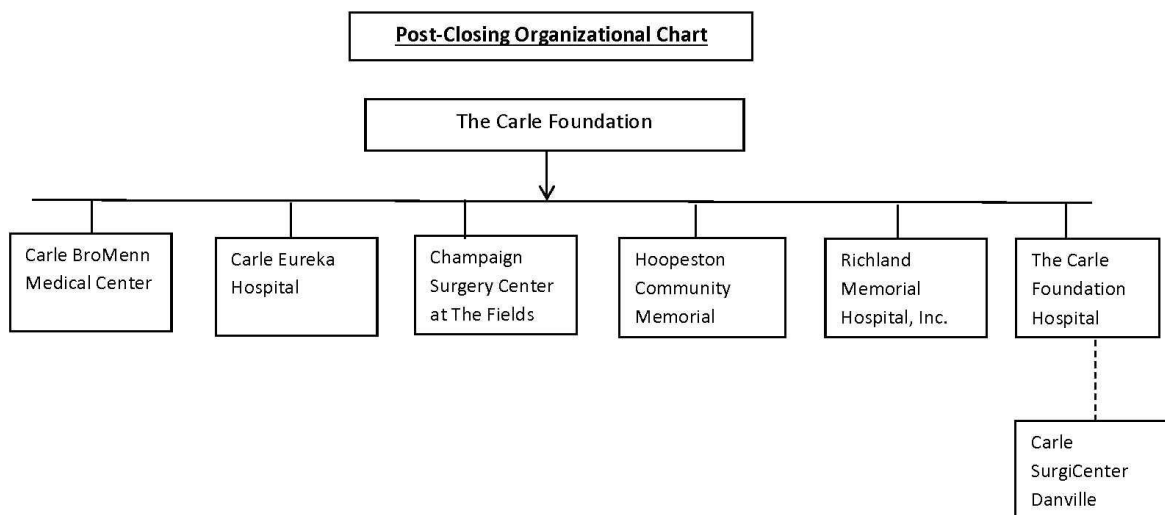 Post-Closing Organizational Chart
The Carle Foundation
Carle BroMenn
Medical Center
Carle Eureka
Hospital
Champaign
Surgery Center
at The Fields
Hoopeston
Community
Memorial
Richland
Memorial
Hospital, Inc.
The Carle
Foundation
Hospital
Carle
SurgiCenter
Danville